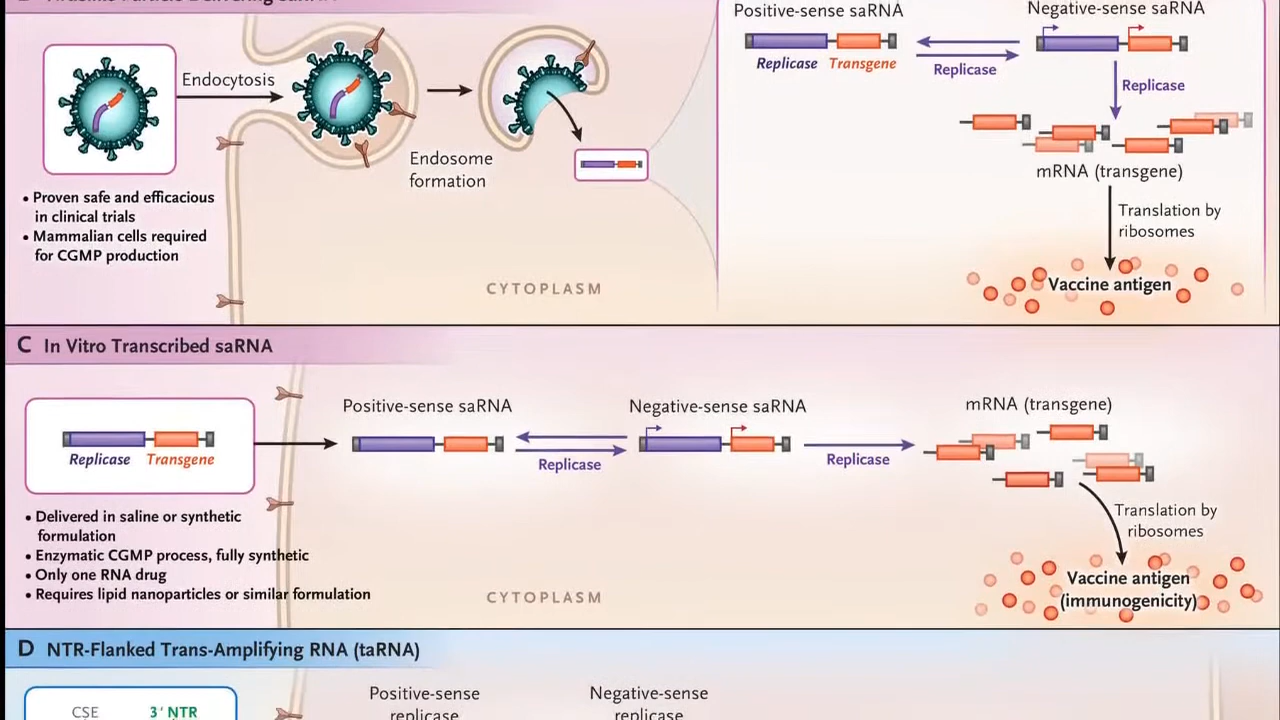 Positive-sense saRNA
Negative-sense saRNA
Replicase Transgene
Replicase
Replicase
Endocytosis
Endosome
formation
mRNA (transgene)
Translation by
ribosomes
Vaccine antigen
• Proven safe and efficacious
in clinical trials
• Mammalian cells required
for CGMP production
CYTOPLASM
C In Vitro Transcribed saRNA
Positive-sense saRNA
Negative-sense saRNA
mRNA (transgene)
Replicase Transgene
Replicase
Replicase
• Delivered in saline or synthetic
formulation
• Enzymatic CGMP process, fully synthetic
• Only one RNA drug
• Requires lipid nanoparticles or similar formulation
Translation by
ribosomes
Vaccine antigen
(immunogenicity)
CYTOPLASM
D NTR-Flanked Trans-Amplifying RNA (taRNA)
CSE 3' NTR
Positive-sense
replicase
Negative-sense
replicase